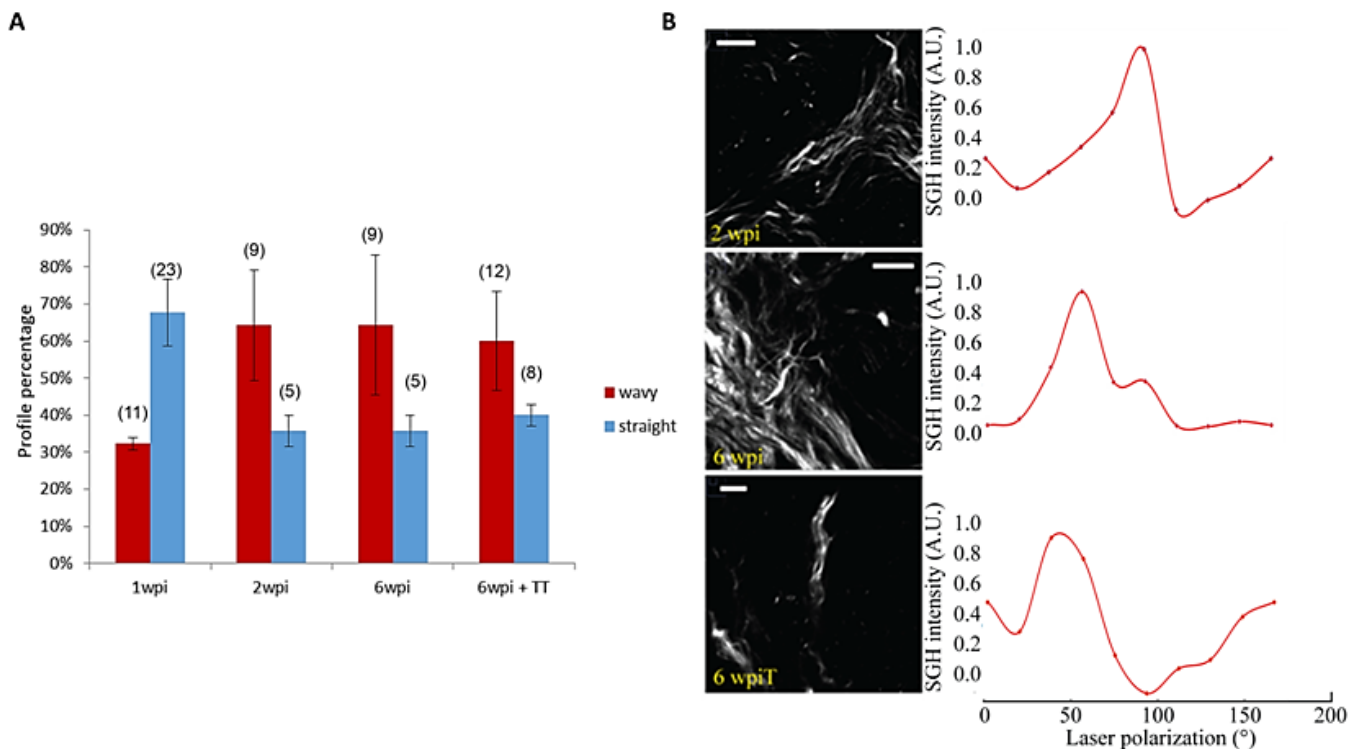 A
90%
80%
70%
60%
50%
40%
30%
20%
10%
0%
Profile percentage
(11)
(23)
(9)
(5)
(9)
(5)
(12)
(8)
1wpi
2wpi
6wpi
6wpi + TT
wavy
straight
B
2 wpi
SGH intensity (A.U.)
1.0
0.8
0.6
0.4
0.2
0.0
6 wpi
SGH intensity (A.U.)
1.0
0.8
0.6
0.4
0.2
0.0
6 wpiT
SGH intensity (A.U.)
1.0
0.8
0.6
0.4
0.2
0.0
0 50 100 150 200
Laser polarization (°)